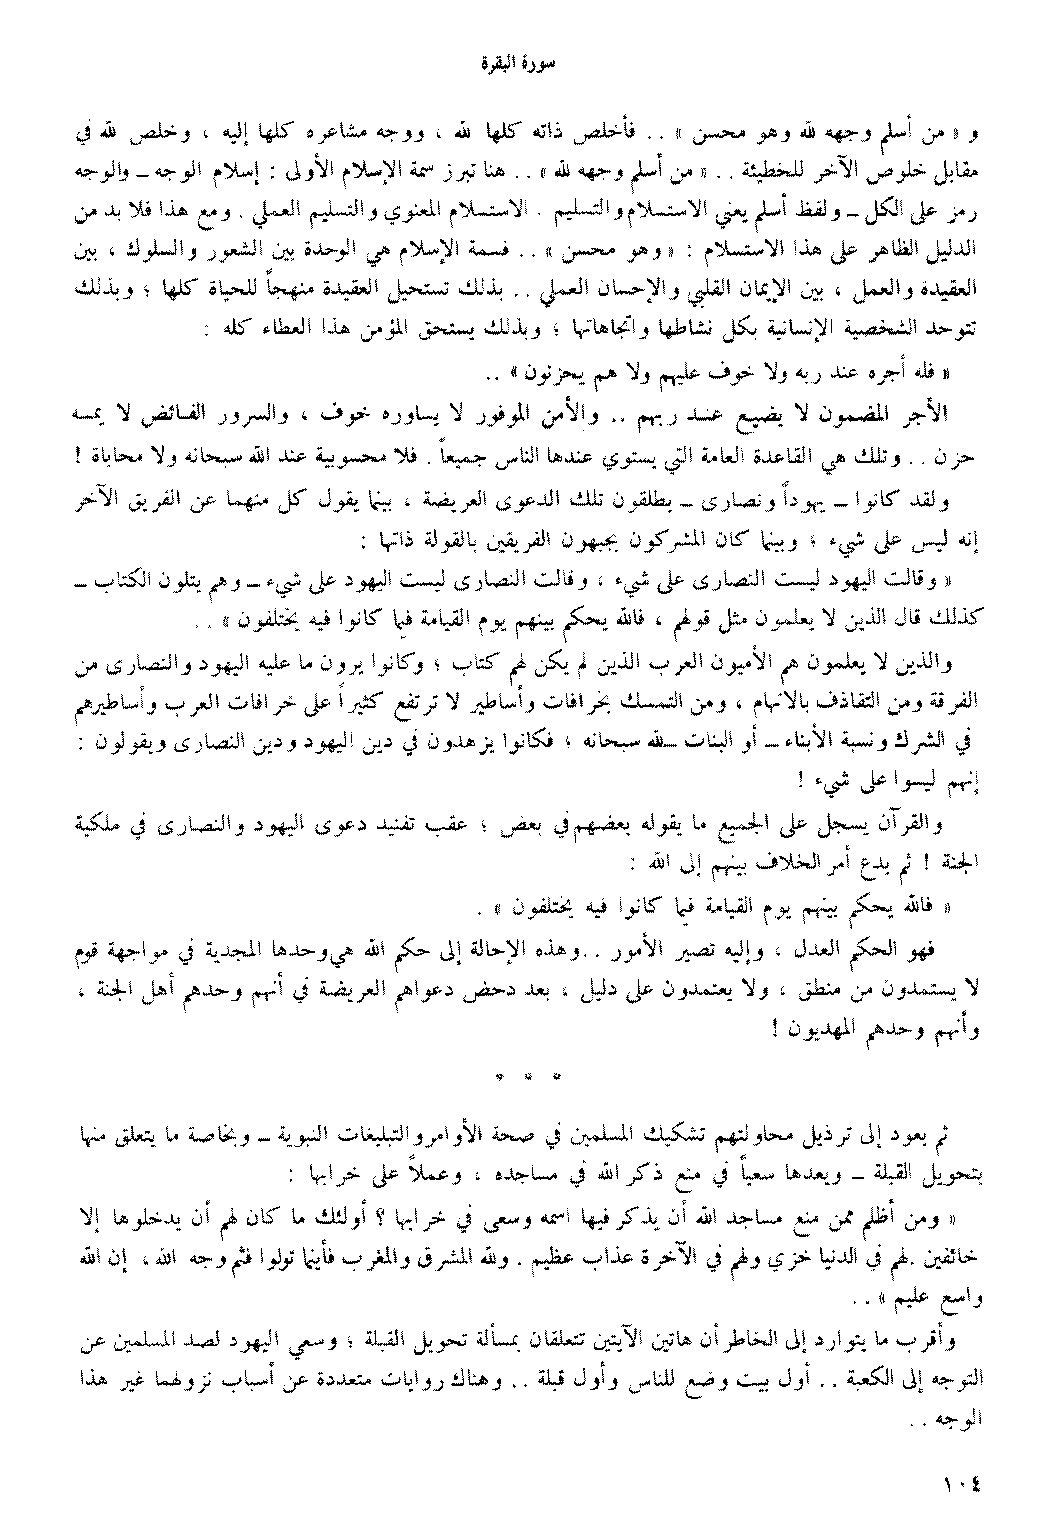 سورة البقرة
و « من أسلم وجهه لله وهو محسن » .. فأخلص ذاته كلها لله ، ووجه مشاعره كلها إليه ، وخلص لله في
مقابل خلوص الآخر للخطيئة .. « من أسلم وجهه لله » .. هنا تبرز سمة الإسلام الأولى : إسلام الوجه – والوجه
رمز على الكل – ولفظ أسلم يعني الاستسلام والتسليم . الاستسلام المعنوي والتسليم العملي . ومع هذا فلا بد من
الدليل الظاهر على هذا الاستسلام : « وهو محسن » .. فسمة الإسلام هي الوحدة بين الشعور والسلوك ، بين
العقيدة والعمل ، بين الإيمان القلبي والإحسان العملي .. بذلك تستحيل العقيدة منهجاً للحياة كلها ؛ وبذلك
تتوحد الشخصية الإنسانية بكل نشاطها واتجاهاتها ؛ وبذلك يستحق المؤمن هذا العطاء كله :
« فله أجره عند ربه ولا خوف عليهم ولا هم يحزنون » ..
الأجر المضمون لا يضيع عند ربهم .. والأمن الموفور لا يساوره خوف ، والسرور الفائض لا يمسه
حزن .. وتلك هي القاعدة العامة التي يستوي عندها الناس جميعاً . فلا محسوبية عند الله سبحانه ولا محاباة !
ولقد كانوا – يهوداً ونصارى – يطلقون تلك الدعوى العريضة ، بينما يقول كل منهما عن الفريق الآخر
إنه ليس على شيء ؛ وبينما كان المشركون يجبهون الفريقين بالقولة ذاتها :
« وقالت اليهود ليست النصارى على شيء ، وقالت النصارى ليست اليهود على شيء – وهم يتلون الكتاب –
كذلك قال الذين لا يعلمون مثل قولهم ، فالله يحكم بينهم يوم القيامة فيما كانوا فيه يختلفون » ..
والذين لا يعلمون هم الأميون العرب الذين لم يكن لهم كتاب ؛ وكانوا يرون ما عليه اليهود والنصارى من
الفرقة ومن التقاذف بالاتهام ، ومن التمسك بخرافات وأساطير لا ترتفع كثيراً على خرافات العرب وأساطيرهم
في الشرك ونسبة الأبناء – أو البنات – لله سبحانه ؛ فكانوا يزهدون في دين اليهود ودين النصارى ويقولون :
إنهم ليسوا على شيء !
والقرآن يسجل على الجميع ما يقوله بعضهم في بعض ؛ عقب تفنيد دعوى اليهود والنصارى في ملكية
الجنة ! ثم يدع أمر الخلاف بينهم إلى الله :
« فالله يحكم بينهم يوم القيامة فيما كانوا فيه يختلفون » .
فهو الحكم العدل ، وإليه تصير الأمور .. وهذه الإحالة إلى حكم الله هي وحدها المجدية في مواجهة قوم
لا يستمدون من منطق ، ولا يعتمدون على دليل ، بعد دحض دعواهم العريضة في أنهم وحدهم أهل الجنة ،
وأنهم وحدهم المهديون !
* * *
ثم يعود إلى ترذيل محاولتهم تشكيك المسلمين في صحة الأوامر والتبليغات النبوية – وبخاصة ما يتعلق منها
بتحويل القبلة – ويعدها سعياً في منع ذكر الله في مساجده ، وعملاً على خرابها :
« ومن أظلم ممن منع مساجد الله أن يذكر فيها اسمه وسعى في خرابها ؟ أولئك ما كان لهم أن يدخلوها إلا
خائفين . لهم في الدنيا خزي ولهم في الآخرة عذاب عظيم . ولله المشرق والمغرب فأينما تولوا فثم وجه الله ، إن الله
واسع عليم » ..
وأقرب ما يتوارد إلى الخاطر أن هاتين الآيتين تتعلقان بمسألة تحويل القبلة ؛ وسعي اليهود لصد المسلمين عن
التوجه إلى الكعبة .. أول بيت وضع للناس وأول قبلة .. وهناك روايات متعددة عن أسباب نزولهما غير هذا
الوجه ..
١٠٤